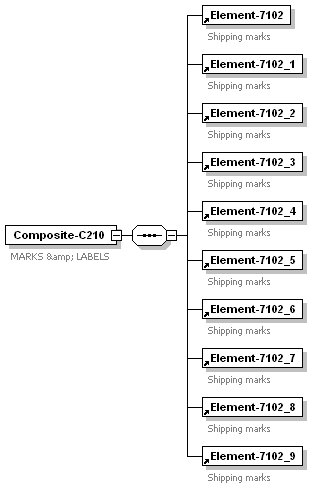 Element-7102
Shipping marks
Element-7102_1
Shipping marks
Element-7102_2
Shipping marks
Element-7102_3
Shipping marks
Element-7102_4
Shipping marks
Composite-C210
MARKS &amp; LABELS
Element-7102_5
Shipping marks
Element-7102_6
Shipping marks
Element-7102_7
Shipping marks
Element-7102_8
Shipping marks
Element-7102_9
Shipping marks